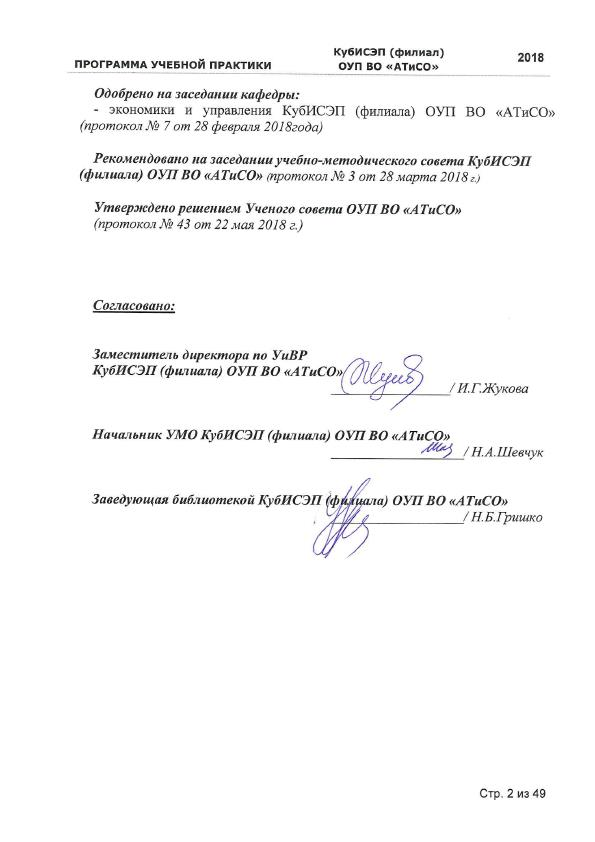 КубИСЭП (филиал)
ПРОГРАММА УЧЕБНОЙ ПРАКТИКИ ОУП ВО «АТиСО» 2018
Одобрено на заседании кафедры:
- экономики и управления КубИСЭП (филиала) ОУП ВО «АТиСО»
(протокол № 7 от 28 февраля 2018года)
Рекомендовано на заседании учебно-методического совета КубИСЭП
(филиала) ОУП ВО «АТиСО» (протокол № 3 от 28 марта 2018 г.)
Утверждено решением Ученого совета ОУП ВО «АТиСО»
(протокол № 43 от 22 мая 2018 г.)
Согласовано:
Заместитель директора по УиВР
КубИСЭП (филиала) ОУП ВО «АТиСО»
/ И.Г.Жукова
Начальник УМО КубИСЭП (филиала) ОУП ВО «АТиСО»
/ Н.А.Шевчук
Заведующая библиотекой КубИСЭП (филиала) ОУП ВО «АТиСО»
/ Н.Б.Гришко
Стр. 2 из 49